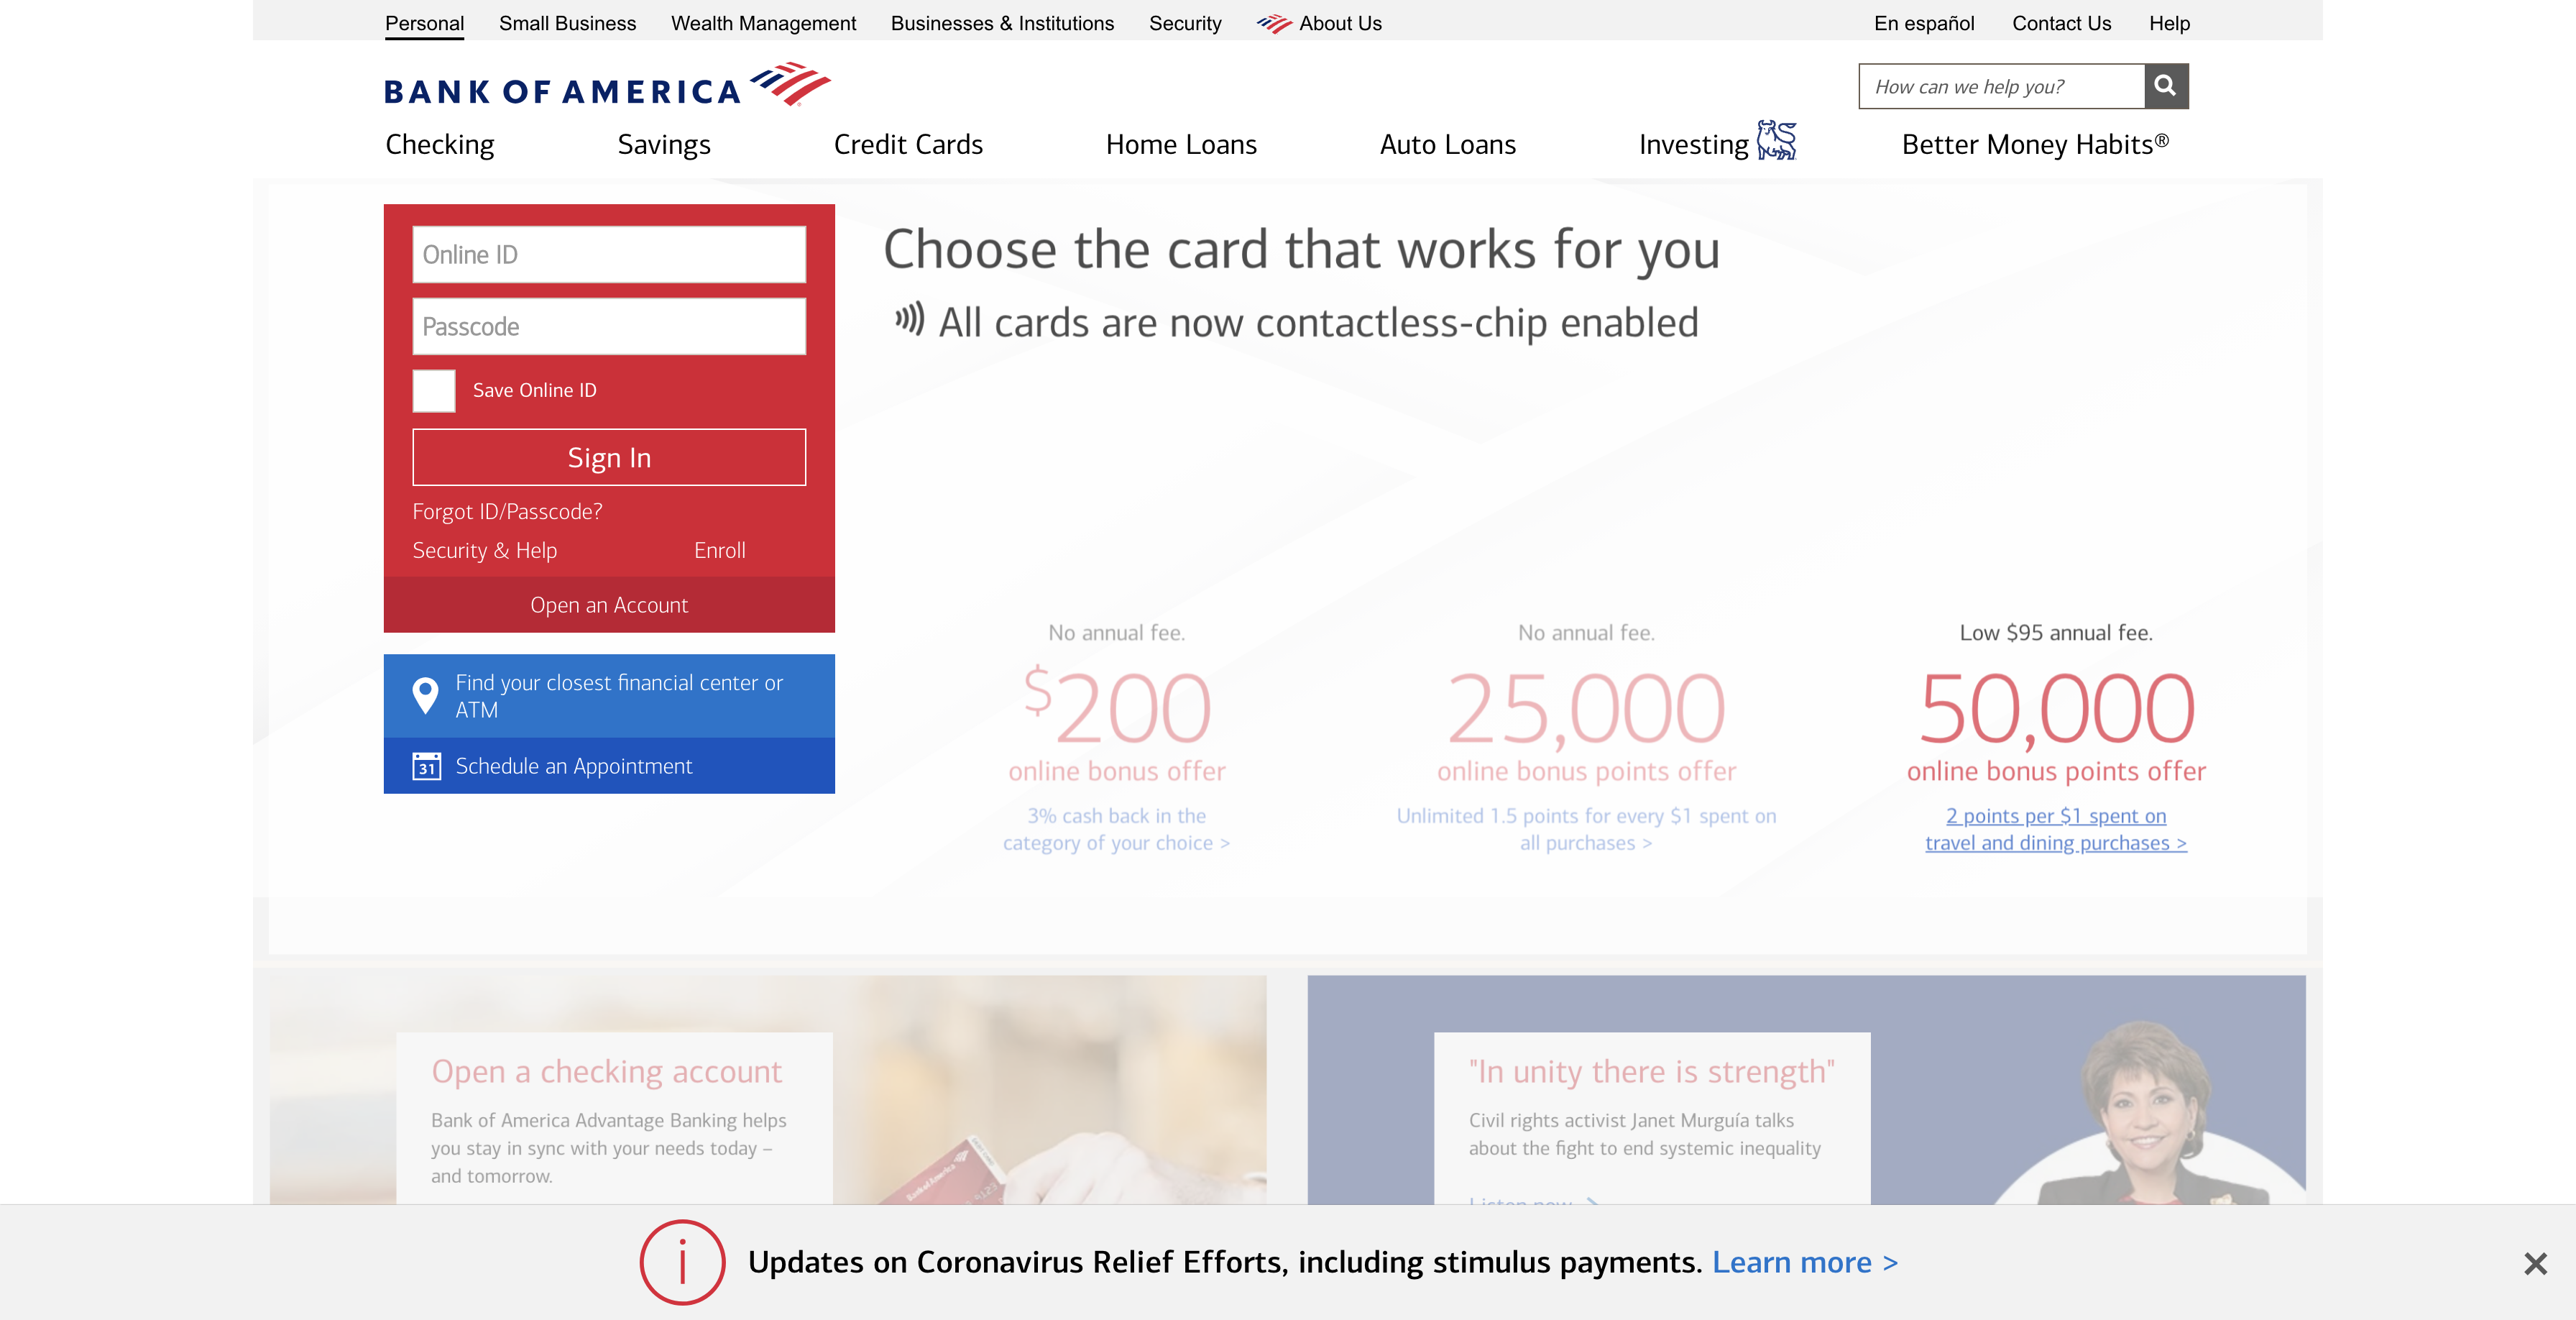 Personal
Small Business
Wealth Management
Businesses & Institutions
Security
About Us
En español
Contact Us
Help
BANK OF AMERICA
How can we help you?
Checking
Savings
Credit Cards
Home Loans
Auto Loans
Investing
Better Money Habits®
Online ID
Passcode
Save Online ID
Sign In
Forgot ID/Passcode?
Security & Help
Enroll
Open an Account
Find your closest financial center or
ATM
31
Schedule an Appointment
Choose the card that works for you
All cards are now contactless-chip enabled
No annual fee.
$200
online bonus offer
3% cash back in the
category of your choice >
No annual fee.
25,000
online bonus points offer
Unlimited 1.5 points for every $1 spent on
all purchases >
Low $95 annual fee.
50,000
online bonus points offer
2 points per $1 spent on
travel and dining purchases >
Open a checking account
Bank of America Advantage Banking helps
you stay in sync with your needs today –
and tomorrow.
Bank of America
"In unity there is strength"
Civil rights activist Janet Murguía talks
about the fight to end systemic inequality
Listen now >
Updates on Coronavirus Relief Efforts, including stimulus payments. Learn more >